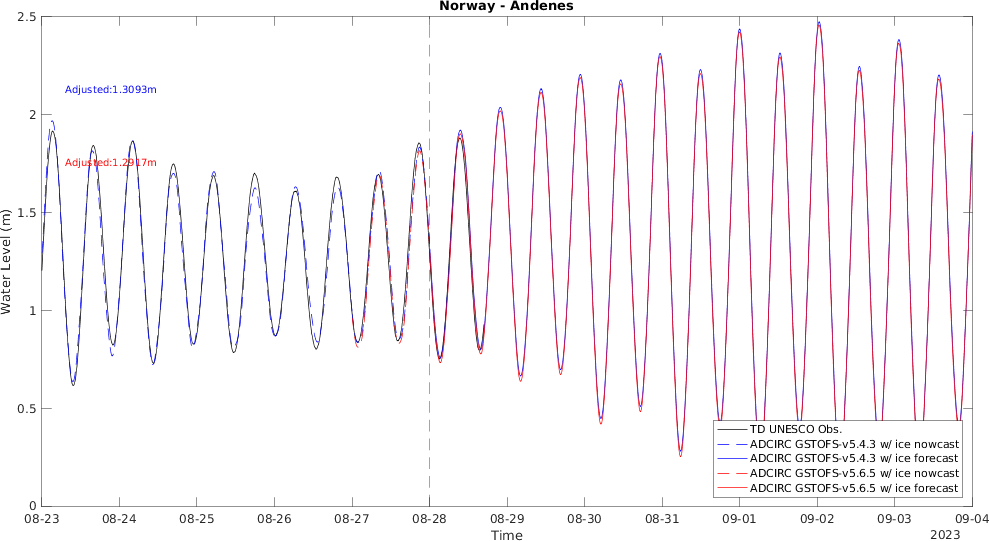 Norway - Andenes
2.5
Adjusted:1.3093m
2
Adjusted:1.2917m
1.5
Water Level (m)
1
0.5
TD UNESCO Obs.
ADCIRC GSTOFS-v5.4.3 w/ ice nowcast
ADCIRC GSTOFS-v5.4.3 w/ ice forecast
ADCIRC GSTOFS-v5.6.5 w/ ice nowcast
ADCIRC GSTOFS-v5.6.5 w/ ice forecast
0
08-23 08-24 08-25 08-26 08-27 08-28 08-29 08-30 08-31 09-01 09-02 09-03 09-04
Time
2023